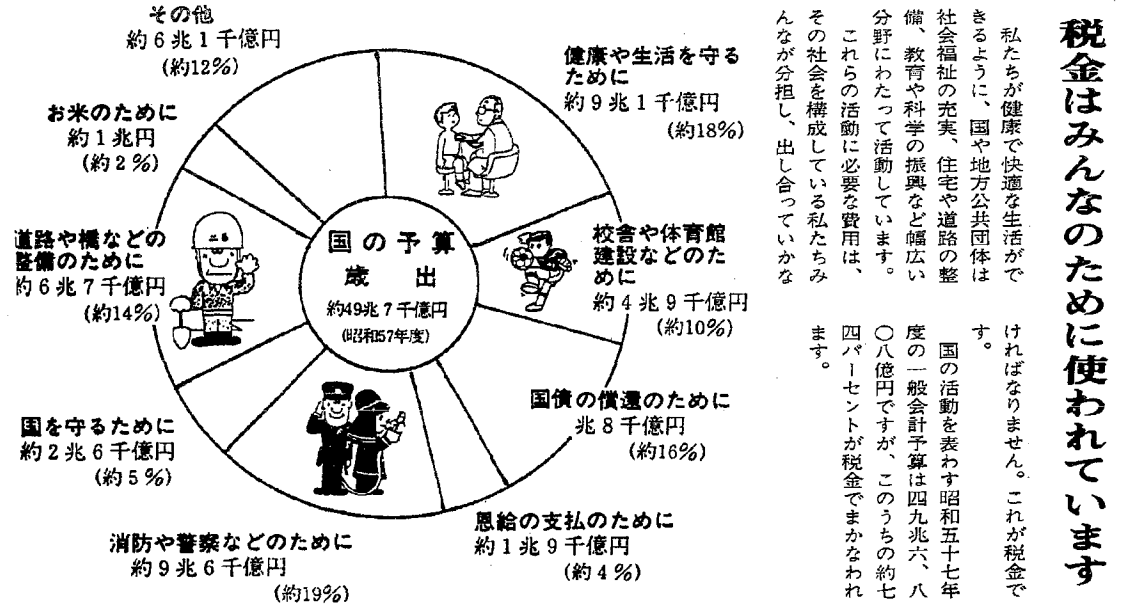 税金はみんなのために使われています
私たちが健康で快適な生活がで
きるように、国や地方公共団体は
社会福祉の充実、住宅や道路の整
備、教育や科学の振興など幅広い
分野にわたって活動しています。
これらの活動に必要な費用は、
その社会を構成している私たちみ
んなが分担し、出し合っていかな
ければなりません。これが税金で
す。
国の活動を表わす昭和五十七年
度の一般会計予算は四九兆六、八
〇八億円ですが、このうちの約七
四パーセントが税金でまかなわれ
ます。
国の予算
歳出
約49兆7千億円
(昭和57年度)
健康や生活を守る
ために
約9兆1千億円
(約18%)
校舎や体育館
建設などのた
めに
約4兆9千億円
(約10%)
国債の償還のために
兆8千億円
(約16%)
恩給の支払のために
約1兆9千億円
(約4%)
消防や警察などのために
約9兆6千億円
(約19%)
国を守るために
約2兆6千億円
(約5%)
道路や橋などの
整備のために
約6兆7千億円
(約14%)
お米のために
約1兆円
(約2%)
その他
約6兆1千億円
(約12%)